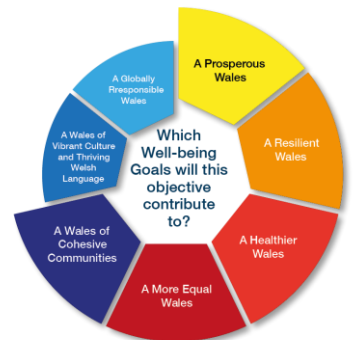 A Prosperous
Wales
A Resilient
Wales
A Healthier
Wales
A More Equal
Wales
A Wales of
Cohesive
Communities
A Wales of
Vibrant Culture
and Thriving
Welsh
Language
A Globally
Rresponsible
Wales
Which
Well-being
Goals will this
objective
contribute
to?